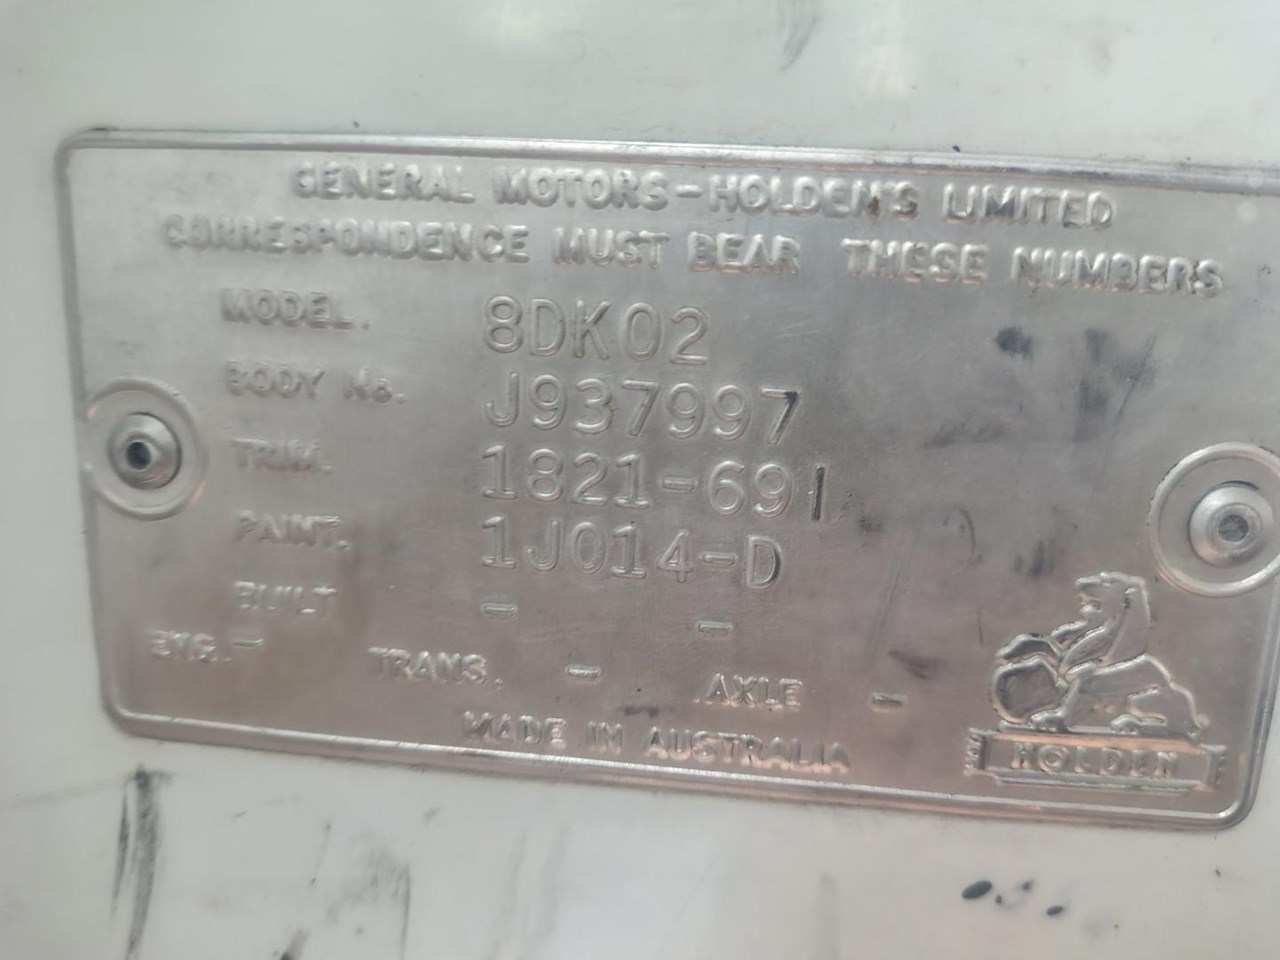 GENERAL MOTORS-HOLDEN'S LIMITED
CORRESPONDENCE MUST BEAR THESE NUMBERS
MODEL. 8DK02
BODY No. J937997
TRIM. 1821-691
PAINT. 1J014-D
BUILT - -
ENG. - TRANS. - AXLE -
MADE IN AUSTRALIA
HOLDEN